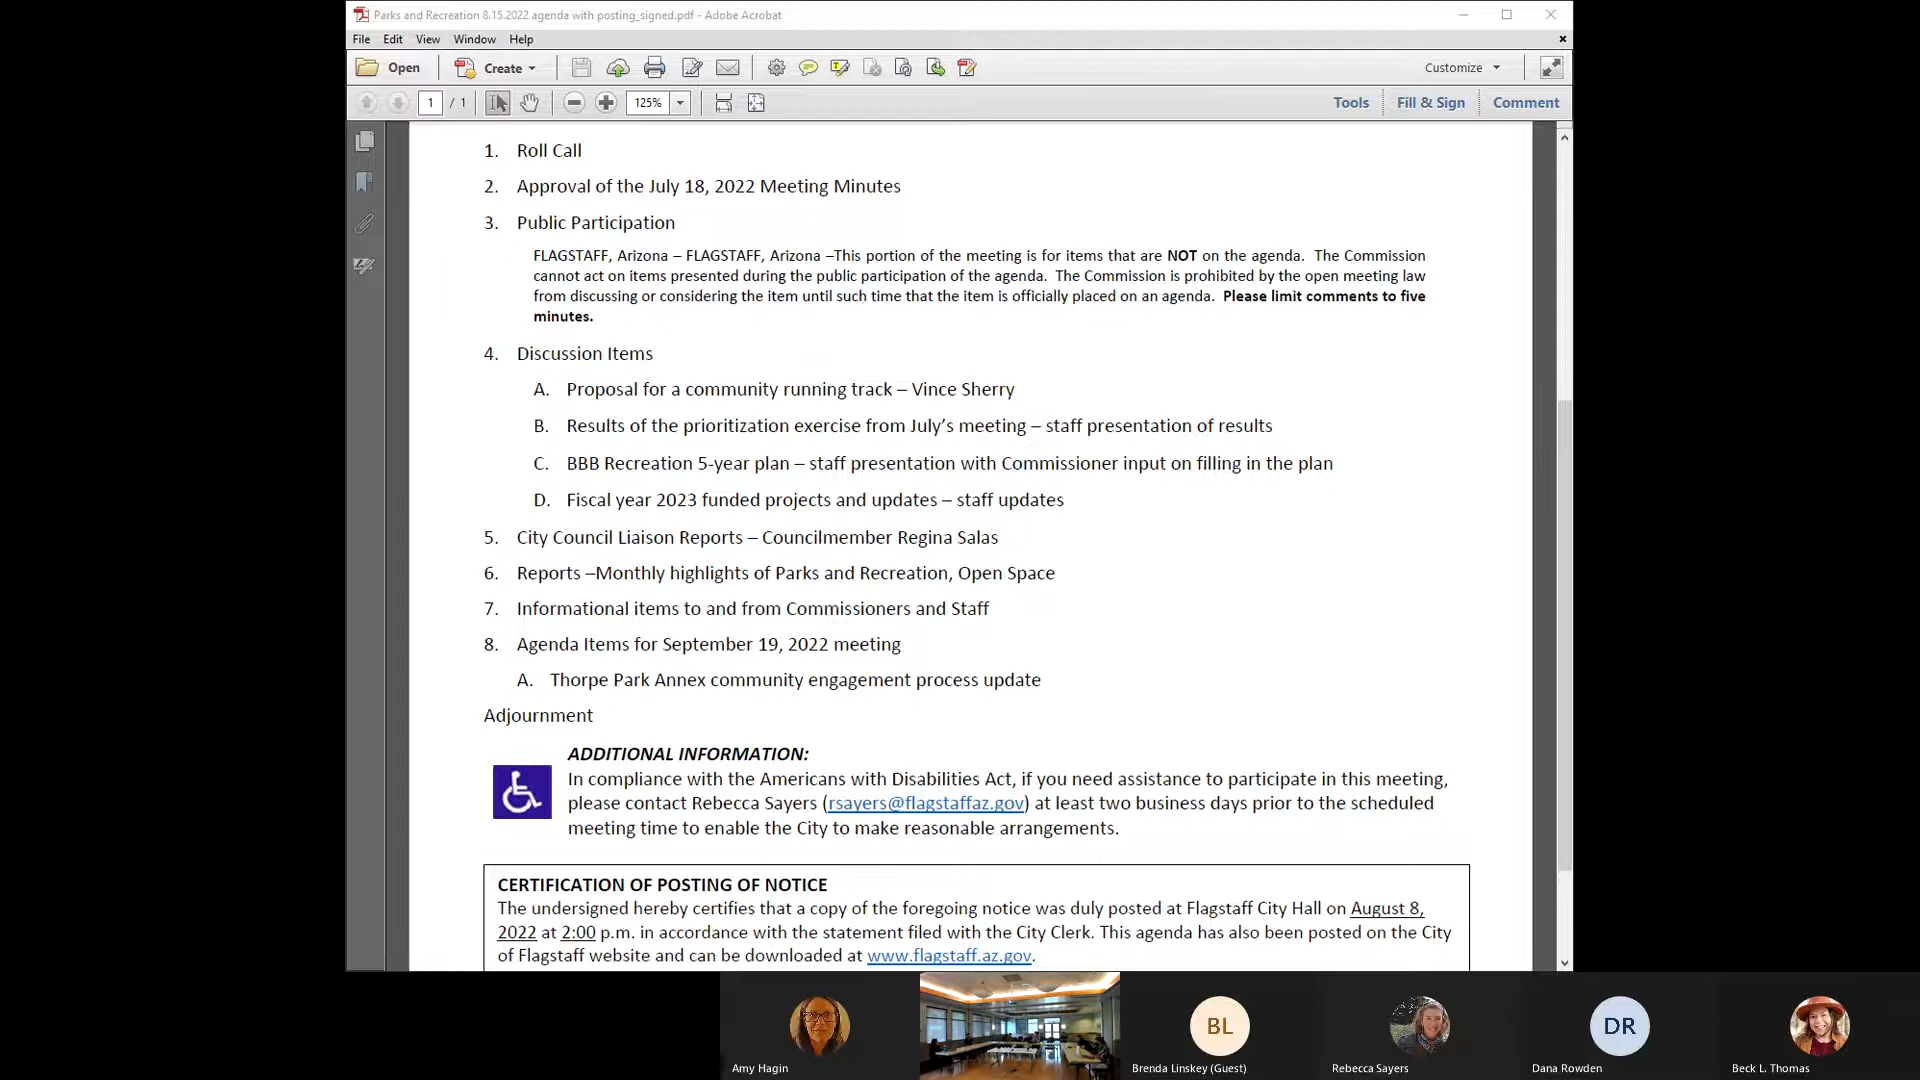 Parks and Recreation 8.15.2022 agenda with posting_signed.pdf - Adobe Acrobat
File Edit View Window Help
Open Create Customize
1 / 1 125% Tools Fill & Sign Comment
1. Roll Call
2. Approval of the July 18, 2022 Meeting Minutes
3. Public Participation
FLAGSTAFF, Arizona – FLAGSTAFF, Arizona –This portion of the meeting is for items that are NOT on the agenda. The Commission
cannot act on items presented during the public participation of the agenda. The Commission is prohibited by the open meeting law
from discussing or considering the item until such time that the item is officially placed on an agenda. Please limit comments to five
minutes.
4. Discussion Items
A. Proposal for a community running track – Vince Sherry
B. Results of the prioritization exercise from July’s meeting – staff presentation of results
C. BBB Recreation 5-year plan – staff presentation with Commissioner input on filling in the plan
D. Fiscal year 2023 funded projects and updates – staff updates
5. City Council Liaison Reports – Councilmember Regina Salas
6. Reports –Monthly highlights of Parks and Recreation, Open Space
7. Informational items to and from Commissioners and Staff
8. Agenda Items for September 19, 2022 meeting
A. Thorpe Park Annex community engagement process update
Adjournment
ADDITIONAL INFORMATION:
In compliance with the Americans with Disabilities Act, if you need assistance to participate in this meeting,
please contact Rebecca Sayers (rsayers@flagstaffaz.gov) at least two business days prior to the scheduled
meeting time to enable the City to make reasonable arrangements.
CERTIFICATION OF POSTING OF NOTICE
The undersigned hereby certifies that a copy of the foregoing notice was duly posted at Flagstaff City Hall on August 8,
2022 at 2:00 p.m. in accordance with the statement filed with the City Clerk. This agenda has also been posted on the City
of Flagstaff website and can be downloaded at www.flagstaff.az.gov.
BL DR
Amy Hagin Brenda Linskey (Guest) Rebecca Sayers Dana Rowden Beck L. Thomas